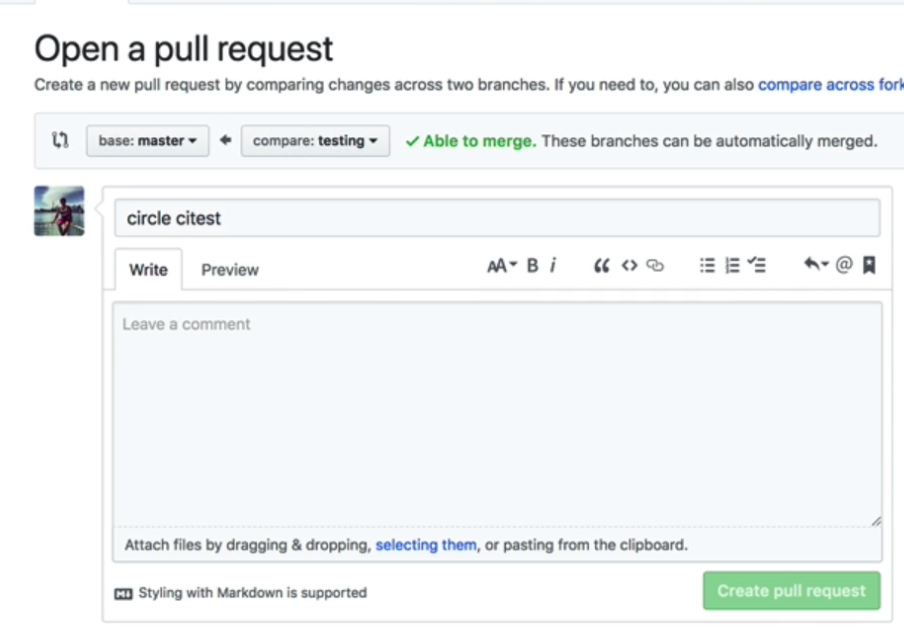 Open a pull request
Create a new pull request by comparing changes across two branches. If you need to, you can also compare across fork
base: master compare: testing Able to merge. These branches can be automatically merged.
circle citest
Write Preview AA B i @
Leave a comment
Attach files by dragging & dropping, selecting them, or pasting from the clipboard.
Styling with Markdown is supported Create pull request